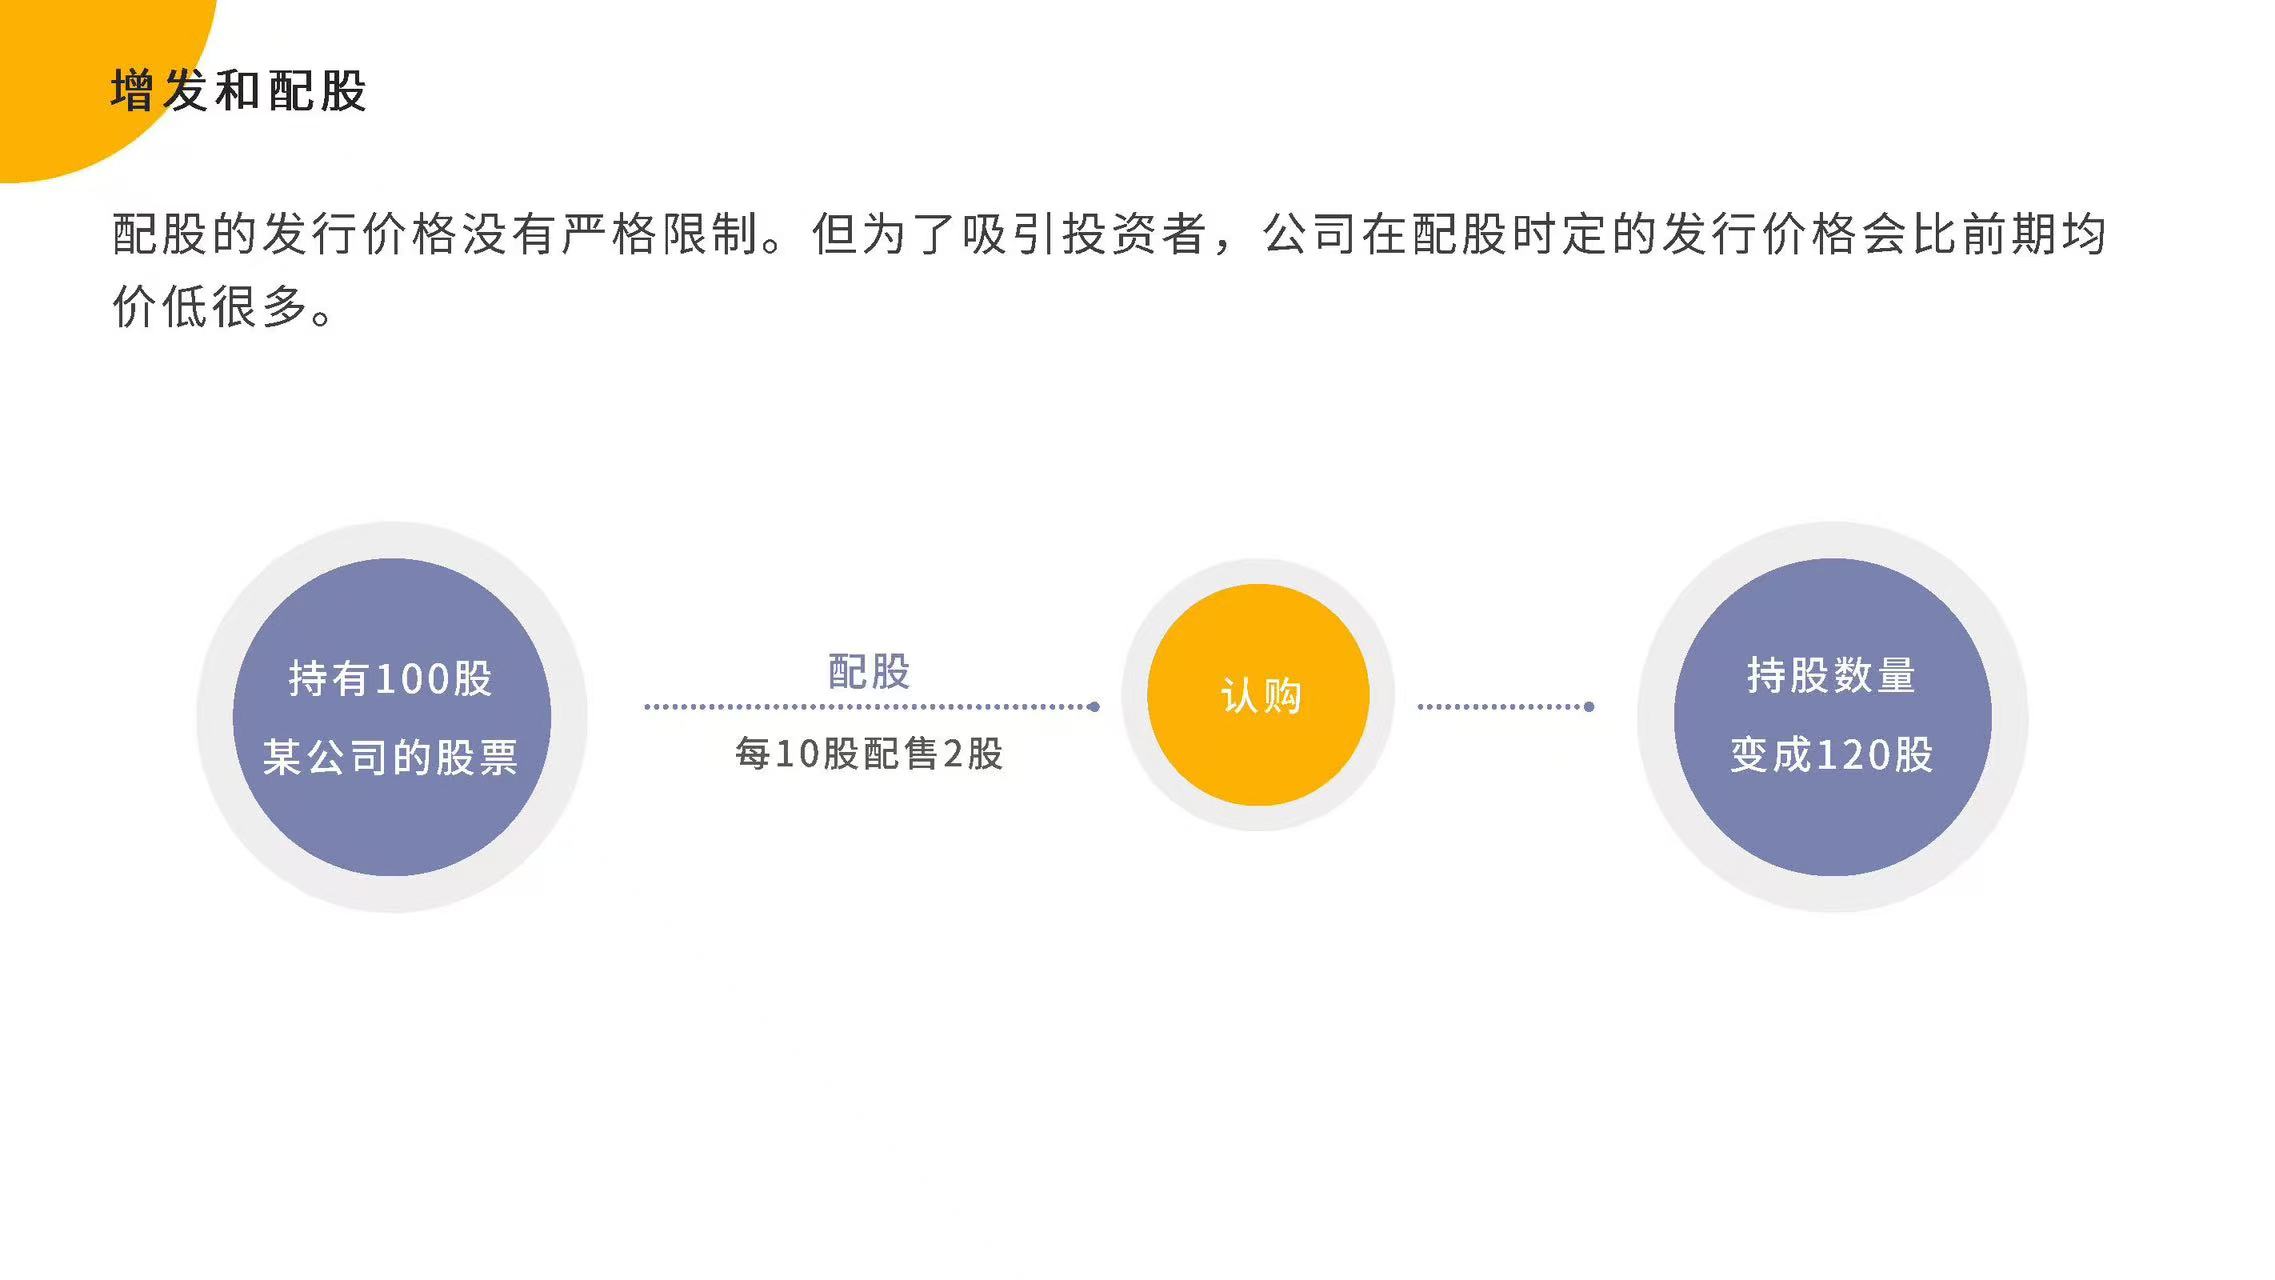 增发和配股
配股的发行价格没有严格限制。但为了吸引投资者，公司在配股时定的发行价格会比前期均
价低很多。
持有100股
某公司的股票
配股
每10股配售2股
认购
持股数量
变成120股